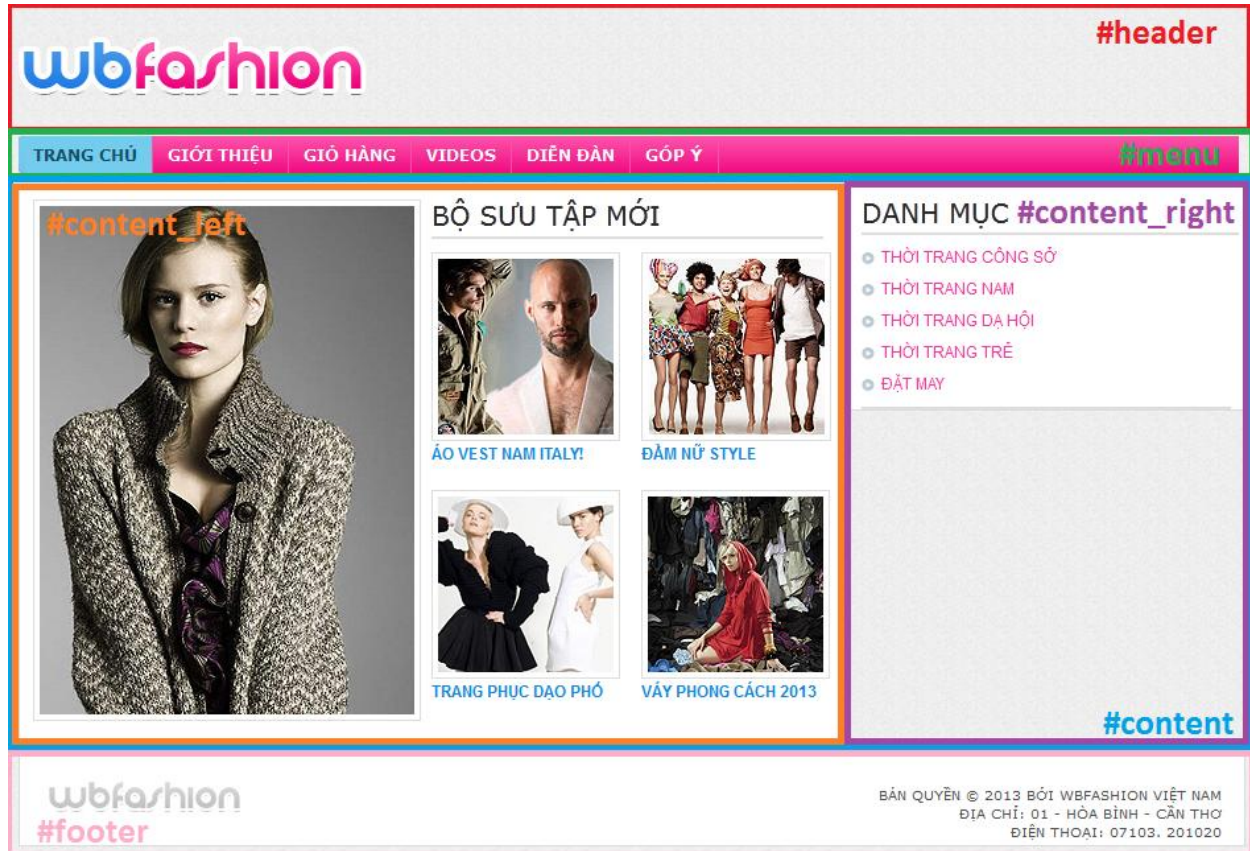 #header
wbfashion
TRANG CHỦ GIỚI THIỆU GIỎ HÀNG VIDEOS DIỄN ĐÀN GÓP Ý #menu
#content_left
BỘ SƯU TẬP MỚI
ÁO VEST NAM ITALY! ĐẦM NỮ STYLE
TRANG PHỤC DẠO PHỐ VÁY PHONG CÁCH 2013
DANH MỤC #content_right
THỜI TRANG CÔNG SỞ
THỜI TRANG NAM
THỜI TRANG DẠ HỘI
THỜI TRANG TRẺ
ĐẶT MAY
#content
wbfashion
#footer
BẢN QUYỀN © 2013 BỞI WBFASHION VIỆT NAM
ĐỊA CHỈ: 01 - HÒA BÌNH - CẦN THƠ
ĐIỆN THOẠI: 07103. 201020